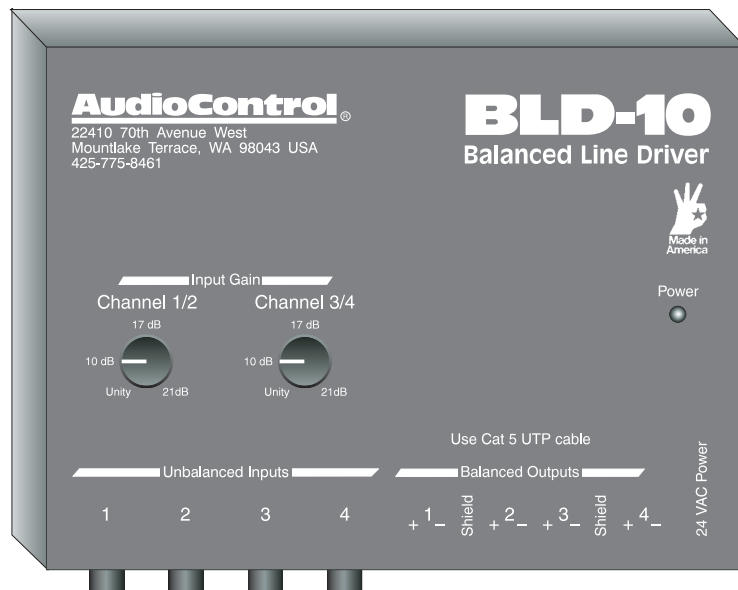 AudioControl®
22410 70th Avenue West
Mountlake Terrace, WA 98043 USA
425-775-8461
BLD-10
Balanced Line Driver
Made in
America
Input Gain
Channel 1/2
Channel 3/4
17 dB
17 dB
10 dB
10 dB
Unity
21dB
Unity
21dB
Power
Use Cat 5 UTP cable
Unbalanced Inputs
Balanced Outputs
1 2 3 4
+ 1 – Shield + 2 – + 3 – Shield + 4 –
24 VAC Power